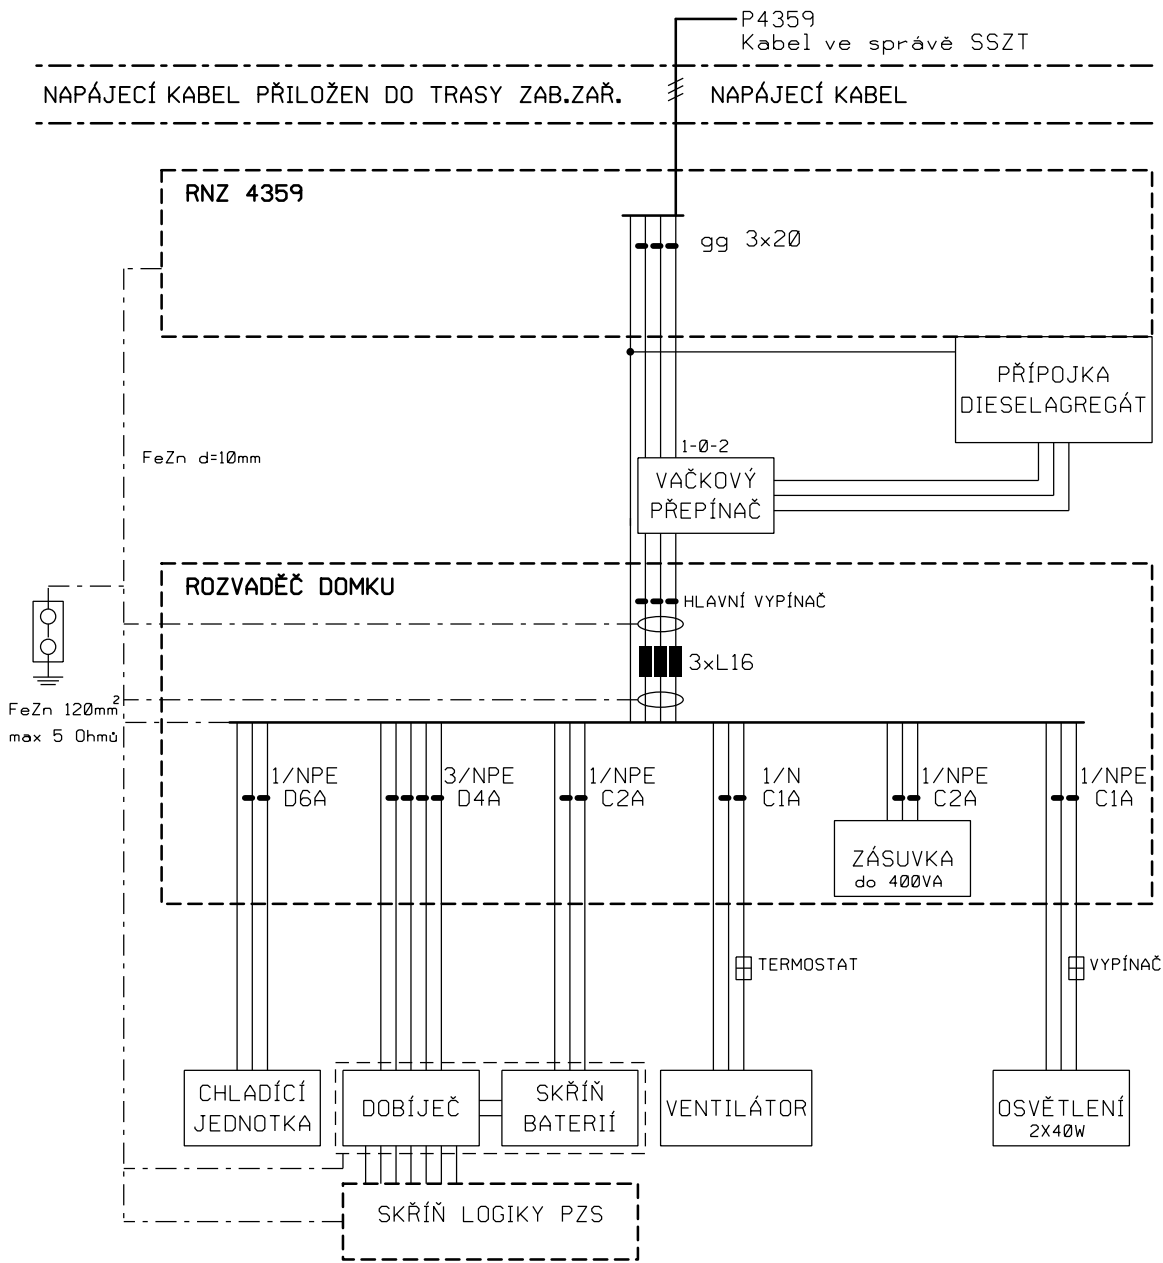 P4359
Kabel ve správě SSZT
NAPÁJECÍ KABEL PŘILOŽEN DO TRASY ZAB.ZAŘ.
NAPÁJECÍ KABEL
RNZ 4359
gg 3x20
PŘÍPOJKA
DIESELAGREGÁT
FeZn d=10mm
1-0-2
VAČKOVÝ
PŘEPÍNAČ
ROZVADĚČ DOMKU
HLAVNÍ VYPÍNAČ
3xL16
FeZn 120mm²
max 5 Ohmů
1/NPE
D6A
3/NPE
D4A
1/NPE
C2A
1/N
C1A
1/NPE
C2A
1/NPE
C1A
ZÁSUVKA
do 400VA
TERMOSTAT
VYPÍNAČ
CHLADÍCÍ
JEDNOTKA
DOBÍJEČ
SKŘÍŇ
BATERIÍ
VENTILÁTOR
OSVĚTLENÍ
2X40W
SKŘÍŇ LOGIKY PZS